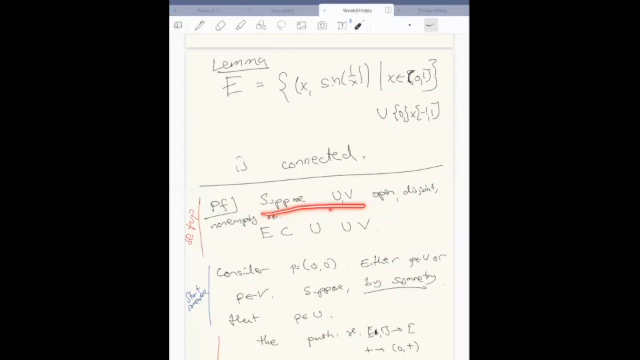 Week8Friday
Lemma
E = { (x, sin(1/x)) | x∈(0,1] }
∪ {0}×[-1,1]
is connected.
Pf] Suppose U,V open, disjoint,
nonempty
E ⊂ U ∪ V.
Consider p=(0,0). Either p∈U or
p∈V. Suppose, by symmetry
that p∈U.
the path
t → (0,t)